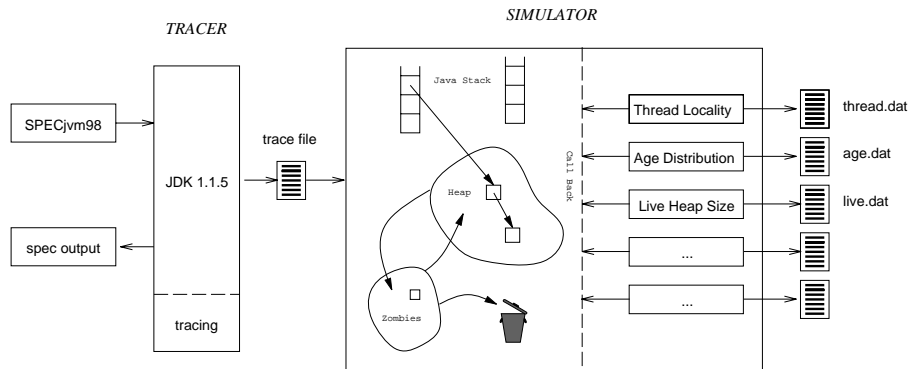 TRACER
SIMULATOR
SPECjvm98
spec output
JDK 1.1.5
tracing
trace file
Java Stack
Heap
Zombies
Call Back
Thread Locality
thread.dat
Age Distribution
age.dat
Live Heap Size
live.dat
...
...